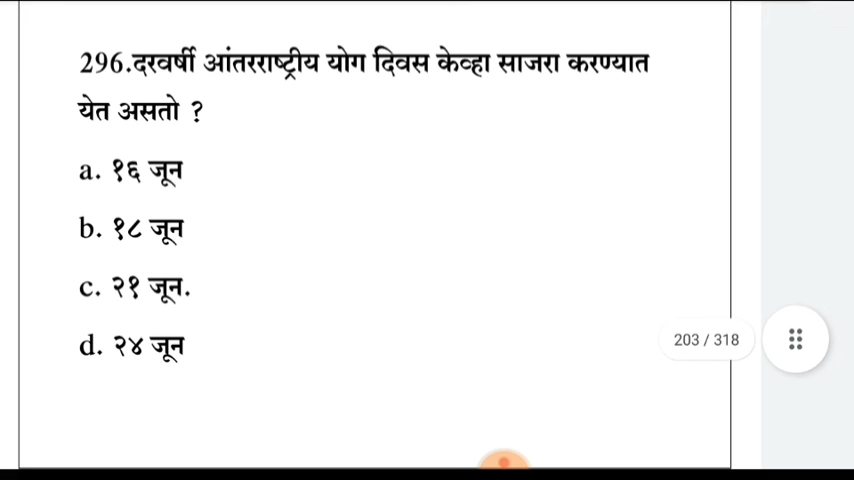 296.दरवर्षी आंतरराष्ट्रीय योग दिवस केव्हा साजरा करण्यात
येत असतो ?
a. १६ जून
b. १८ जून
c. २१ जून.
d. २४ जून
203 / 318